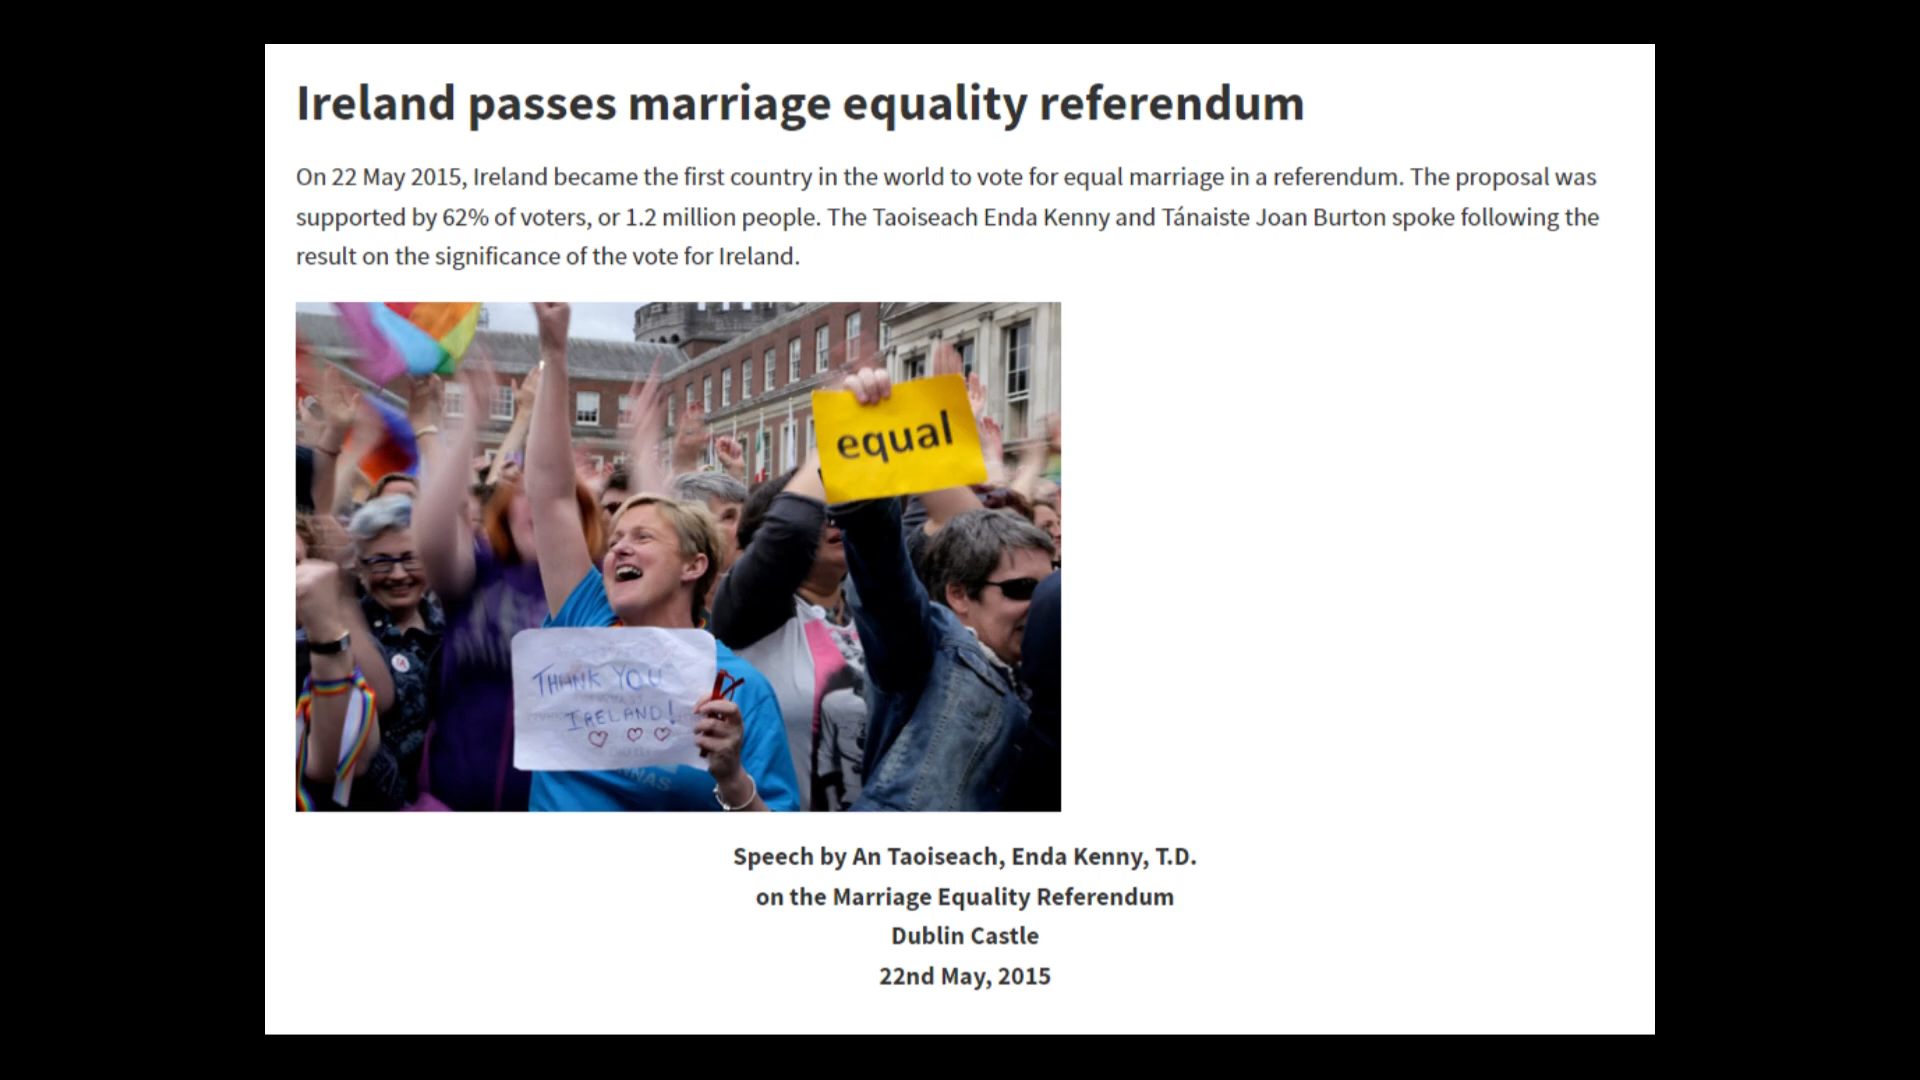 Ireland passes marriage equality referendum
On 22 May 2015, Ireland became the first country in the world to vote for equal marriage in a referendum. The proposal was
supported by 62% of voters, or 1.2 million people. The Taoiseach Enda Kenny and Tánaiste Joan Burton spoke following the
result on the significance of the vote for Ireland.
equal
THANK YOU
IRELAND!
NNAS
Speech by An Taoiseach, Enda Kenny, T.D.
on the Marriage Equality Referendum
Dublin Castle
22nd May, 2015